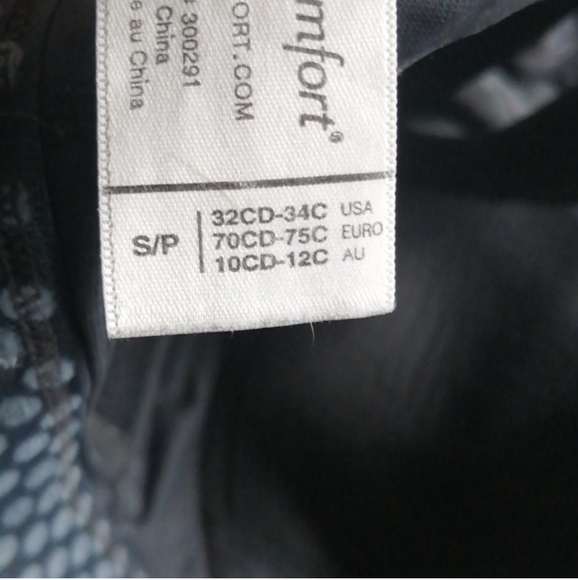 mfort®
ORT.COM
300291
China
e au China
S/P
32CD-34C USA
70CD-75C EURO
10CD-12C AU